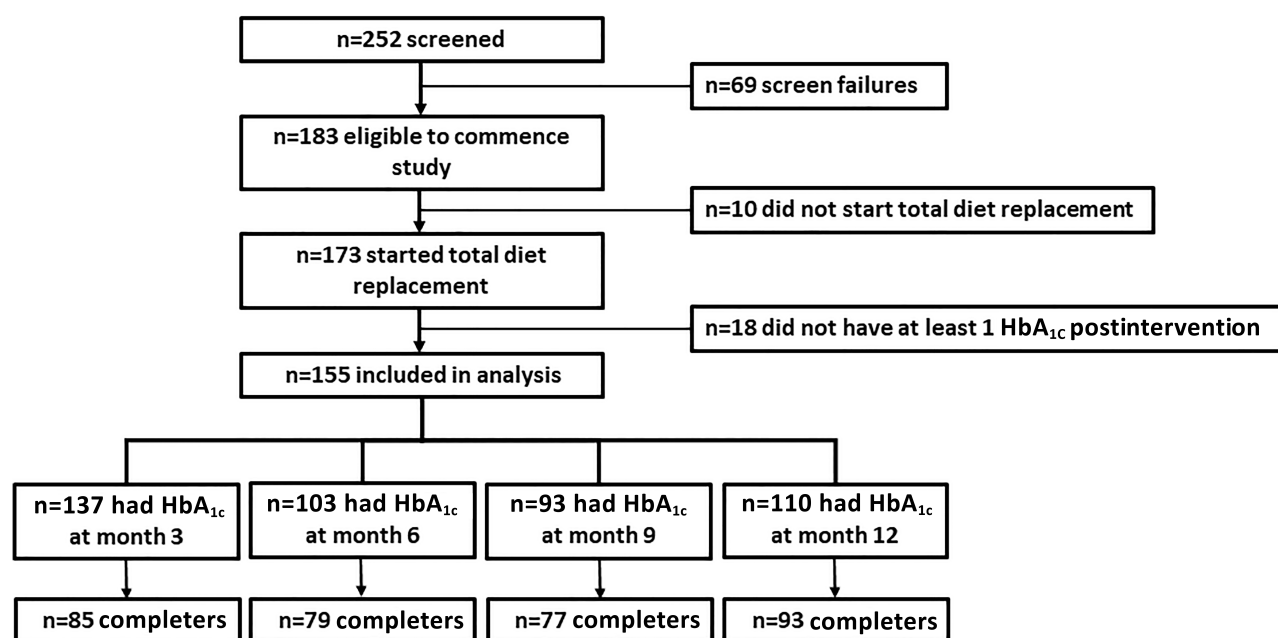 n=252 screened
n=69 screen failures
n=183 eligible to commence
study
n=10 did not start total diet replacement
n=173 started total diet
replacement
n=18 did not have at least 1 HbA1C postintervention
n=155 included in analysis
n=137 had HbA1c
at month 3
n=103 had HbA1c
at month 6
n=93 had HbA1c
at month 9
n=110 had HbA1c
at month 12
n=85 completers
n=79 completers
n=77 completers
n=93 completers